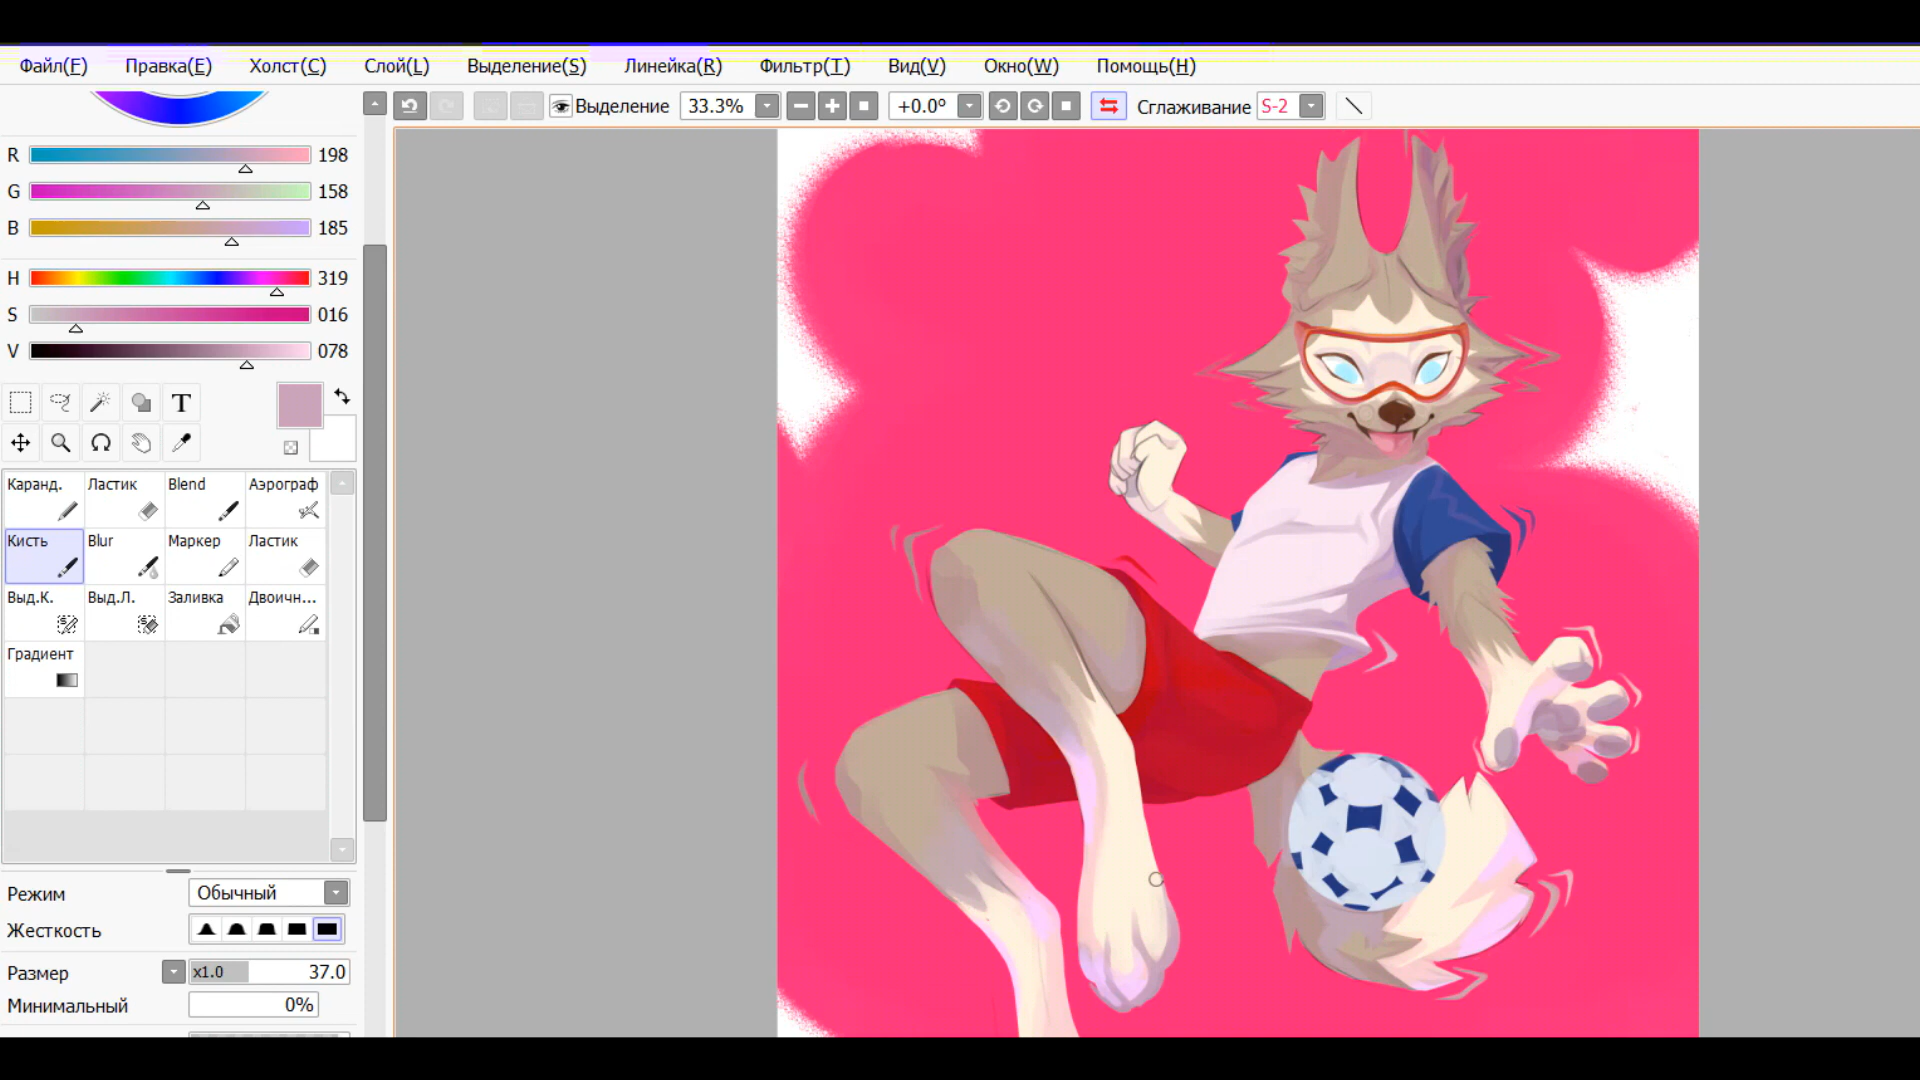 Файл(F) Правка(E) Холст(C) Слой(L) Выделение(S) Линейка(R) Фильтр(T) Вид(V) Окно(W) Помощь(H)
Выделение 33.3% +0.0º Сглаживание S-2
R 198
G 158
B 185
H 319
S 016
V 078
T
Каранд. Ластик Blend Аэрограф
Кисть Blur Маркер Ластик
Выд.К. Выд.Л. Заливка Двоичн...
Градиент
Режим Обычный
Жесткость
Размер x1.0 37.0
Минимальный 0%